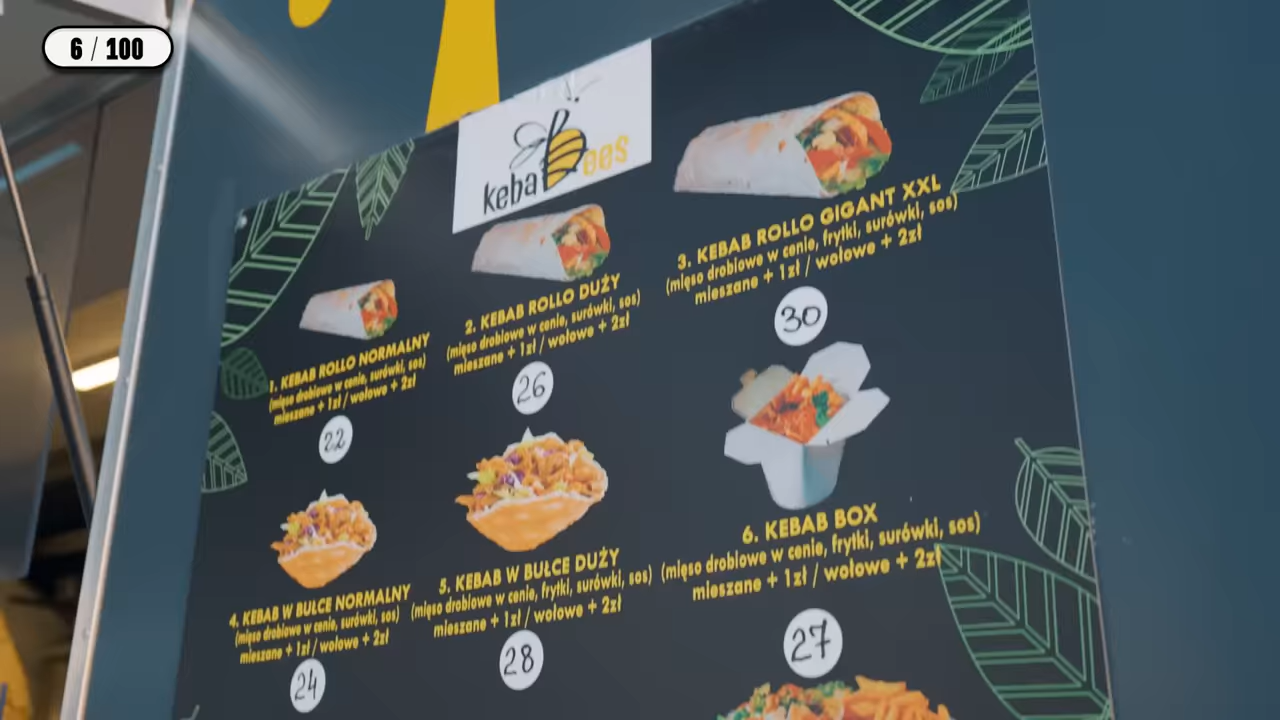 6 / 100
keba ees
1. KEBAB ROLLO NORMALNY
(mięso drobiowe w cenie, surówki, sos)
mieszane + 1zł / wołowe + 2zł
22
2. KEBAB ROLLO DUŻY
(mięso drobiowe w cenie, surówki, sos)
mieszane + 1zł / wołowe + 2zł
26
3. KEBAB ROLLO GIGANT XXL
(mięso drobiowe w cenie, frytki, surówki, sos)
mieszane + 1zł / wołowe + 2zł
30
4. KEBAB W BUŁCE NORMALNY
(mięso drobiowe w cenie, surówki, sos)
mieszane + 1zł / wołowe + 2zł
24
5. KEBAB W BUŁCE DUŻY
(mięso drobiowe w cenie, frytki, surówki, sos)
mieszane + 1zł / wołowe + 2zł
28
6. KEBAB BOX
(mięso drobiowe w cenie, frytki, surówki, sos)
mieszane + 1zł / wołowe + 2zł
27